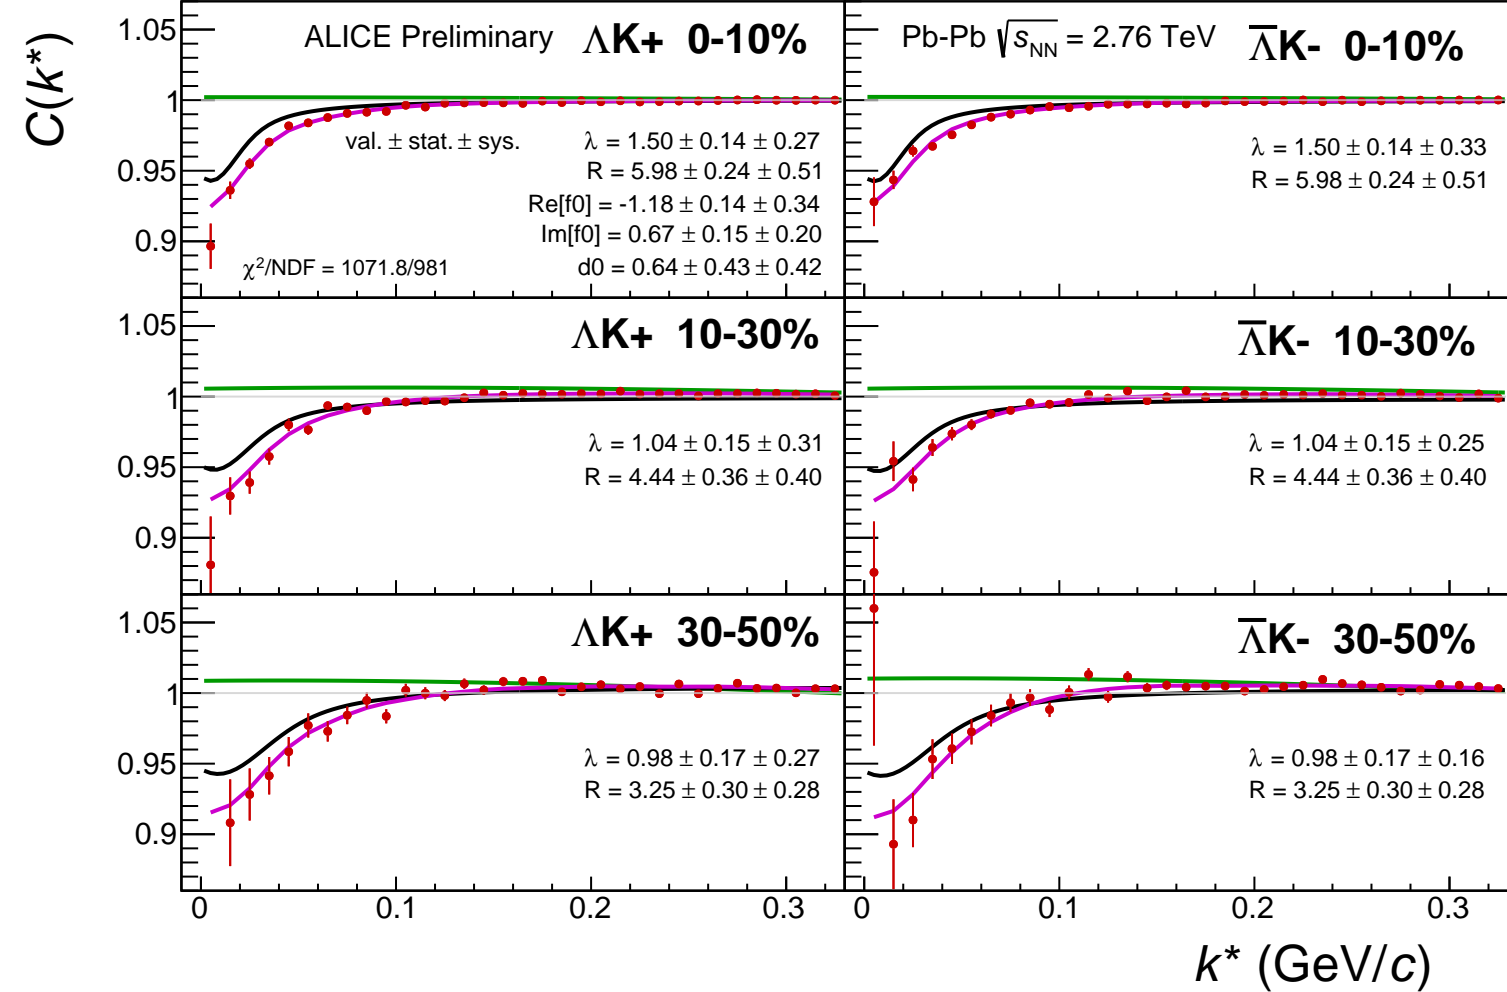 C(k*)
ALICE Preliminary ΛK+ 0-10%
1.05
1
0.95
0.9
val. ± stat. ± sys.
λ = 1.50 ± 0.14 ± 0.27
R = 5.98 ± 0.24 ± 0.51
Re[f0] = -1.18 ± 0.14 ± 0.34
Im[f0] = 0.67 ± 0.15 ± 0.20
d0 = 0.64 ± 0.43 ± 0.42
χ²/NDF = 1071.8/981
Pb-Pb √sNN = 2.76 TeV Λ̅K- 0-10%
λ = 1.50 ± 0.14 ± 0.33
R = 5.98 ± 0.24 ± 0.51
ΛK+ 10-30%
1.05
1
0.95
0.9
λ = 1.04 ± 0.15 ± 0.31
R = 4.44 ± 0.36 ± 0.40
Λ̅K- 10-30%
λ = 1.04 ± 0.15 ± 0.25
R = 4.44 ± 0.36 ± 0.40
ΛK+ 30-50%
1.05
1
0.95
0.9
λ = 0.98 ± 0.17 ± 0.27
R = 3.25 ± 0.30 ± 0.28
Λ̅K- 30-50%
λ = 0.98 ± 0.17 ± 0.16
R = 3.25 ± 0.30 ± 0.28
0 0.1 0.2 0.3 0 0.1 0.2 0.3
k* (GeV/c)